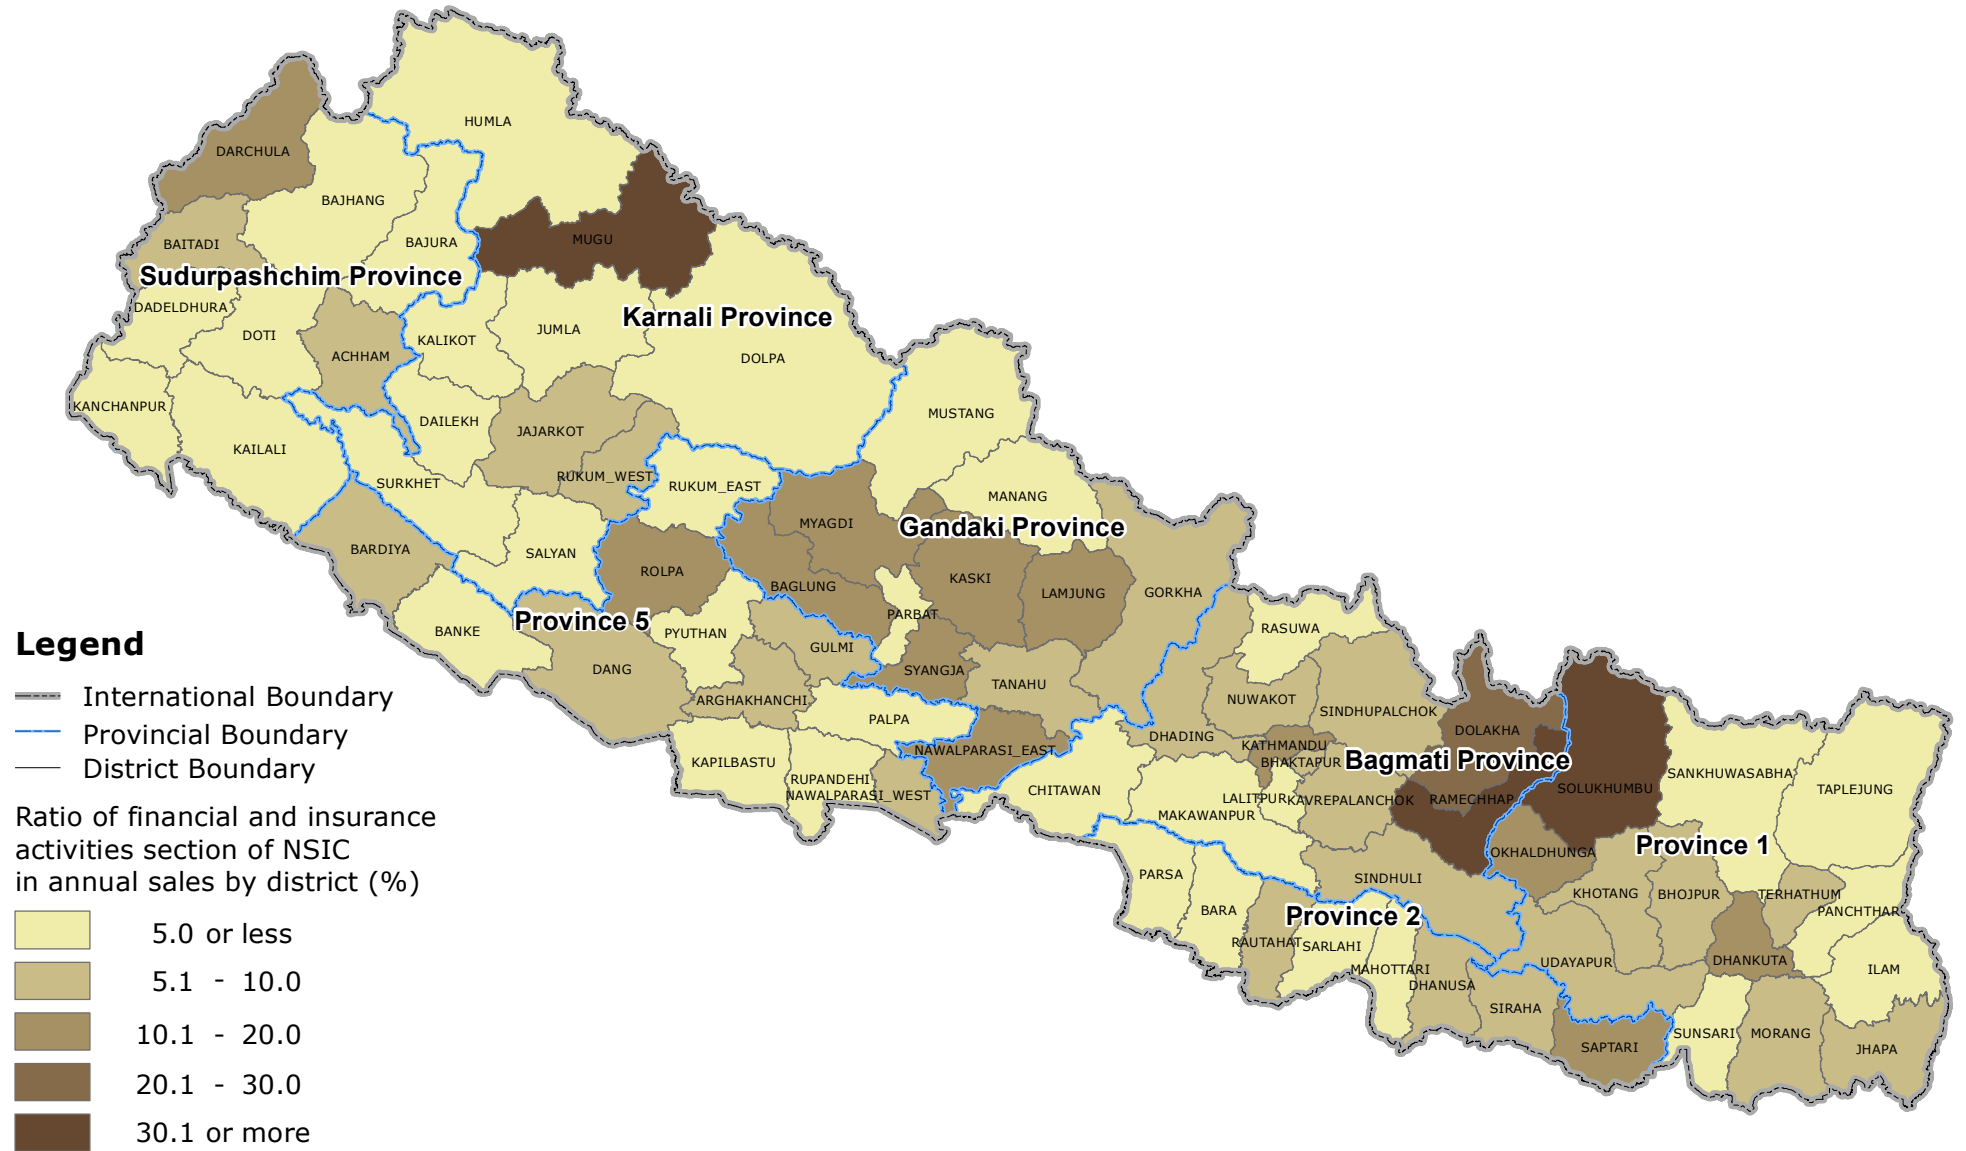 HUMLA
DARCHULA
BAJHANG
BAITADI
BAJURA
MUGU
Sudurpashchim Province
DADELDHURA
Karnali Province
DOTI
KALIKOT
JUMLA
ACHHAM
DOLPA
KANCHANPUR
DAILEKH
MUSTANG
JAJARKOT
KAILALI
RUKUM_WEST
SURKHET
RUKUM_EAST
MANANG
MYAGDI
Gandaki Province
BARDIYA
SALYAN
ROLPA
KASKI
BAGLUNG
LAMJUNG
GORKHA
PARBAT
Province 5
BANKE
PYUTHAN
RASUWA
GULMI
DANG
SYANGJA
TANAHU
ARGHAKHANCHI
NUWAKOT
SINDHUPALCHOK
PALPA
DOLAKHA
DHADING
KATHMANDU
NAWALPARASI_EAST
BHAKTAPUR
Bagmati Province
KAPILBASTU
SANKHUWASABHA
RUPANDEHI
CHITAWAN
SOLUKHUMBU
TAPLEJUNG
NAWALPARASI_WEST
LALITPUR
KAVREPALANCHOK
RAMECHHAP
MAKAWANPUR
Province 1
OKHALDHUNGA
PARSA
SINDHULI
KHOTANG
BHOJPUR
TERHATHUM
BARA
Province 2
PANCHTHAR
RAUTAHAT
SARLAHI
UDAYAPUR
DHANKUTA
MAHOTTARI
ILAM
DHANUSA
SIRAHA
SUNSARI
MORANG
SAPTARI
JHAPA
Legend
International Boundary
Provincial Boundary
District Boundary
Ratio of financial and insurance
activities section of NSIC
in annual sales by district (%)
5.0 or less
5.1 - 10.0
10.1 - 20.0
20.1 - 30.0
30.1 or more